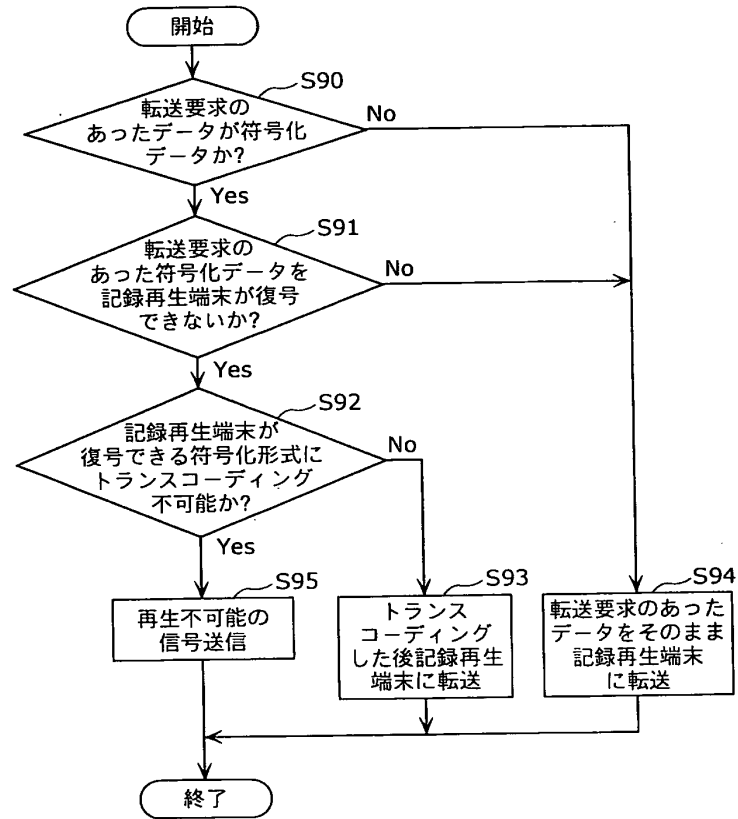 開始
S90
転送要求の
あったデータが符号化
データか?
No
Yes
S91
転送要求の
あった符号化データを
記録再生端末が復号
できないか?
No
Yes
S92
記録再生端末が
復号できる符号化形式に
トランスコーディング
不可能か?
No
Yes
S95
再生不可能の
信号送信
S93
トランス
コーディング
した後記録再生
端末に転送
S94
転送要求のあった
データをそのまま
記録再生端末
に転送
終了